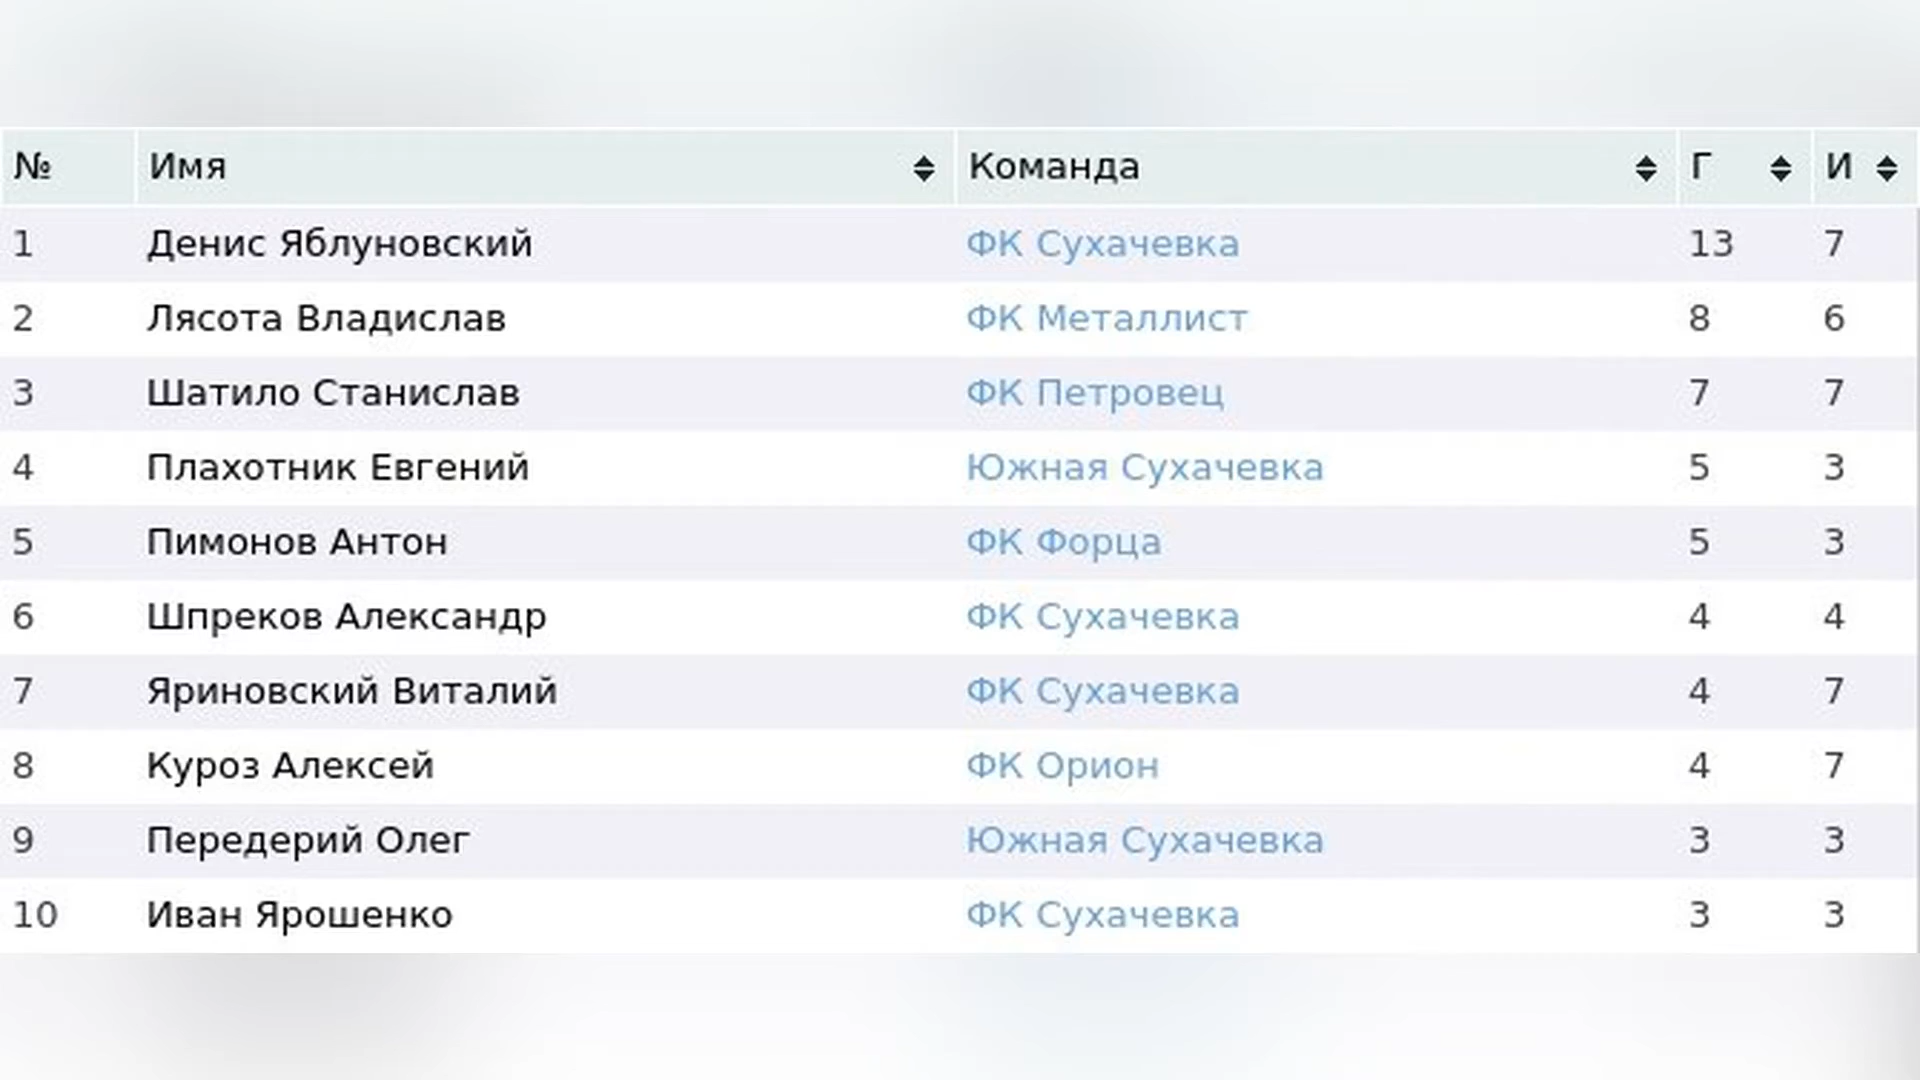 № Имя Команда Г И
1 Денис Яблуновский ФК Сухачевка 13 7
2 Лясота Владислав ФК Металлист 8 6
3 Шатило Станислав ФК Петровец 7 7
4 Плахотник Евгений Южная Сухачевка 5 3
5 Пимонов Антон ФК Форца 5 3
6 Шпреков Александр ФК Сухачевка 4 4
7 Яриновский Виталий ФК Сухачевка 4 7
8 Куроз Алексей ФК Орион 4 7
9 Передерий Олег Южная Сухачевка 3 3
10 Иван Ярошенко ФК Сухачевка 3 3